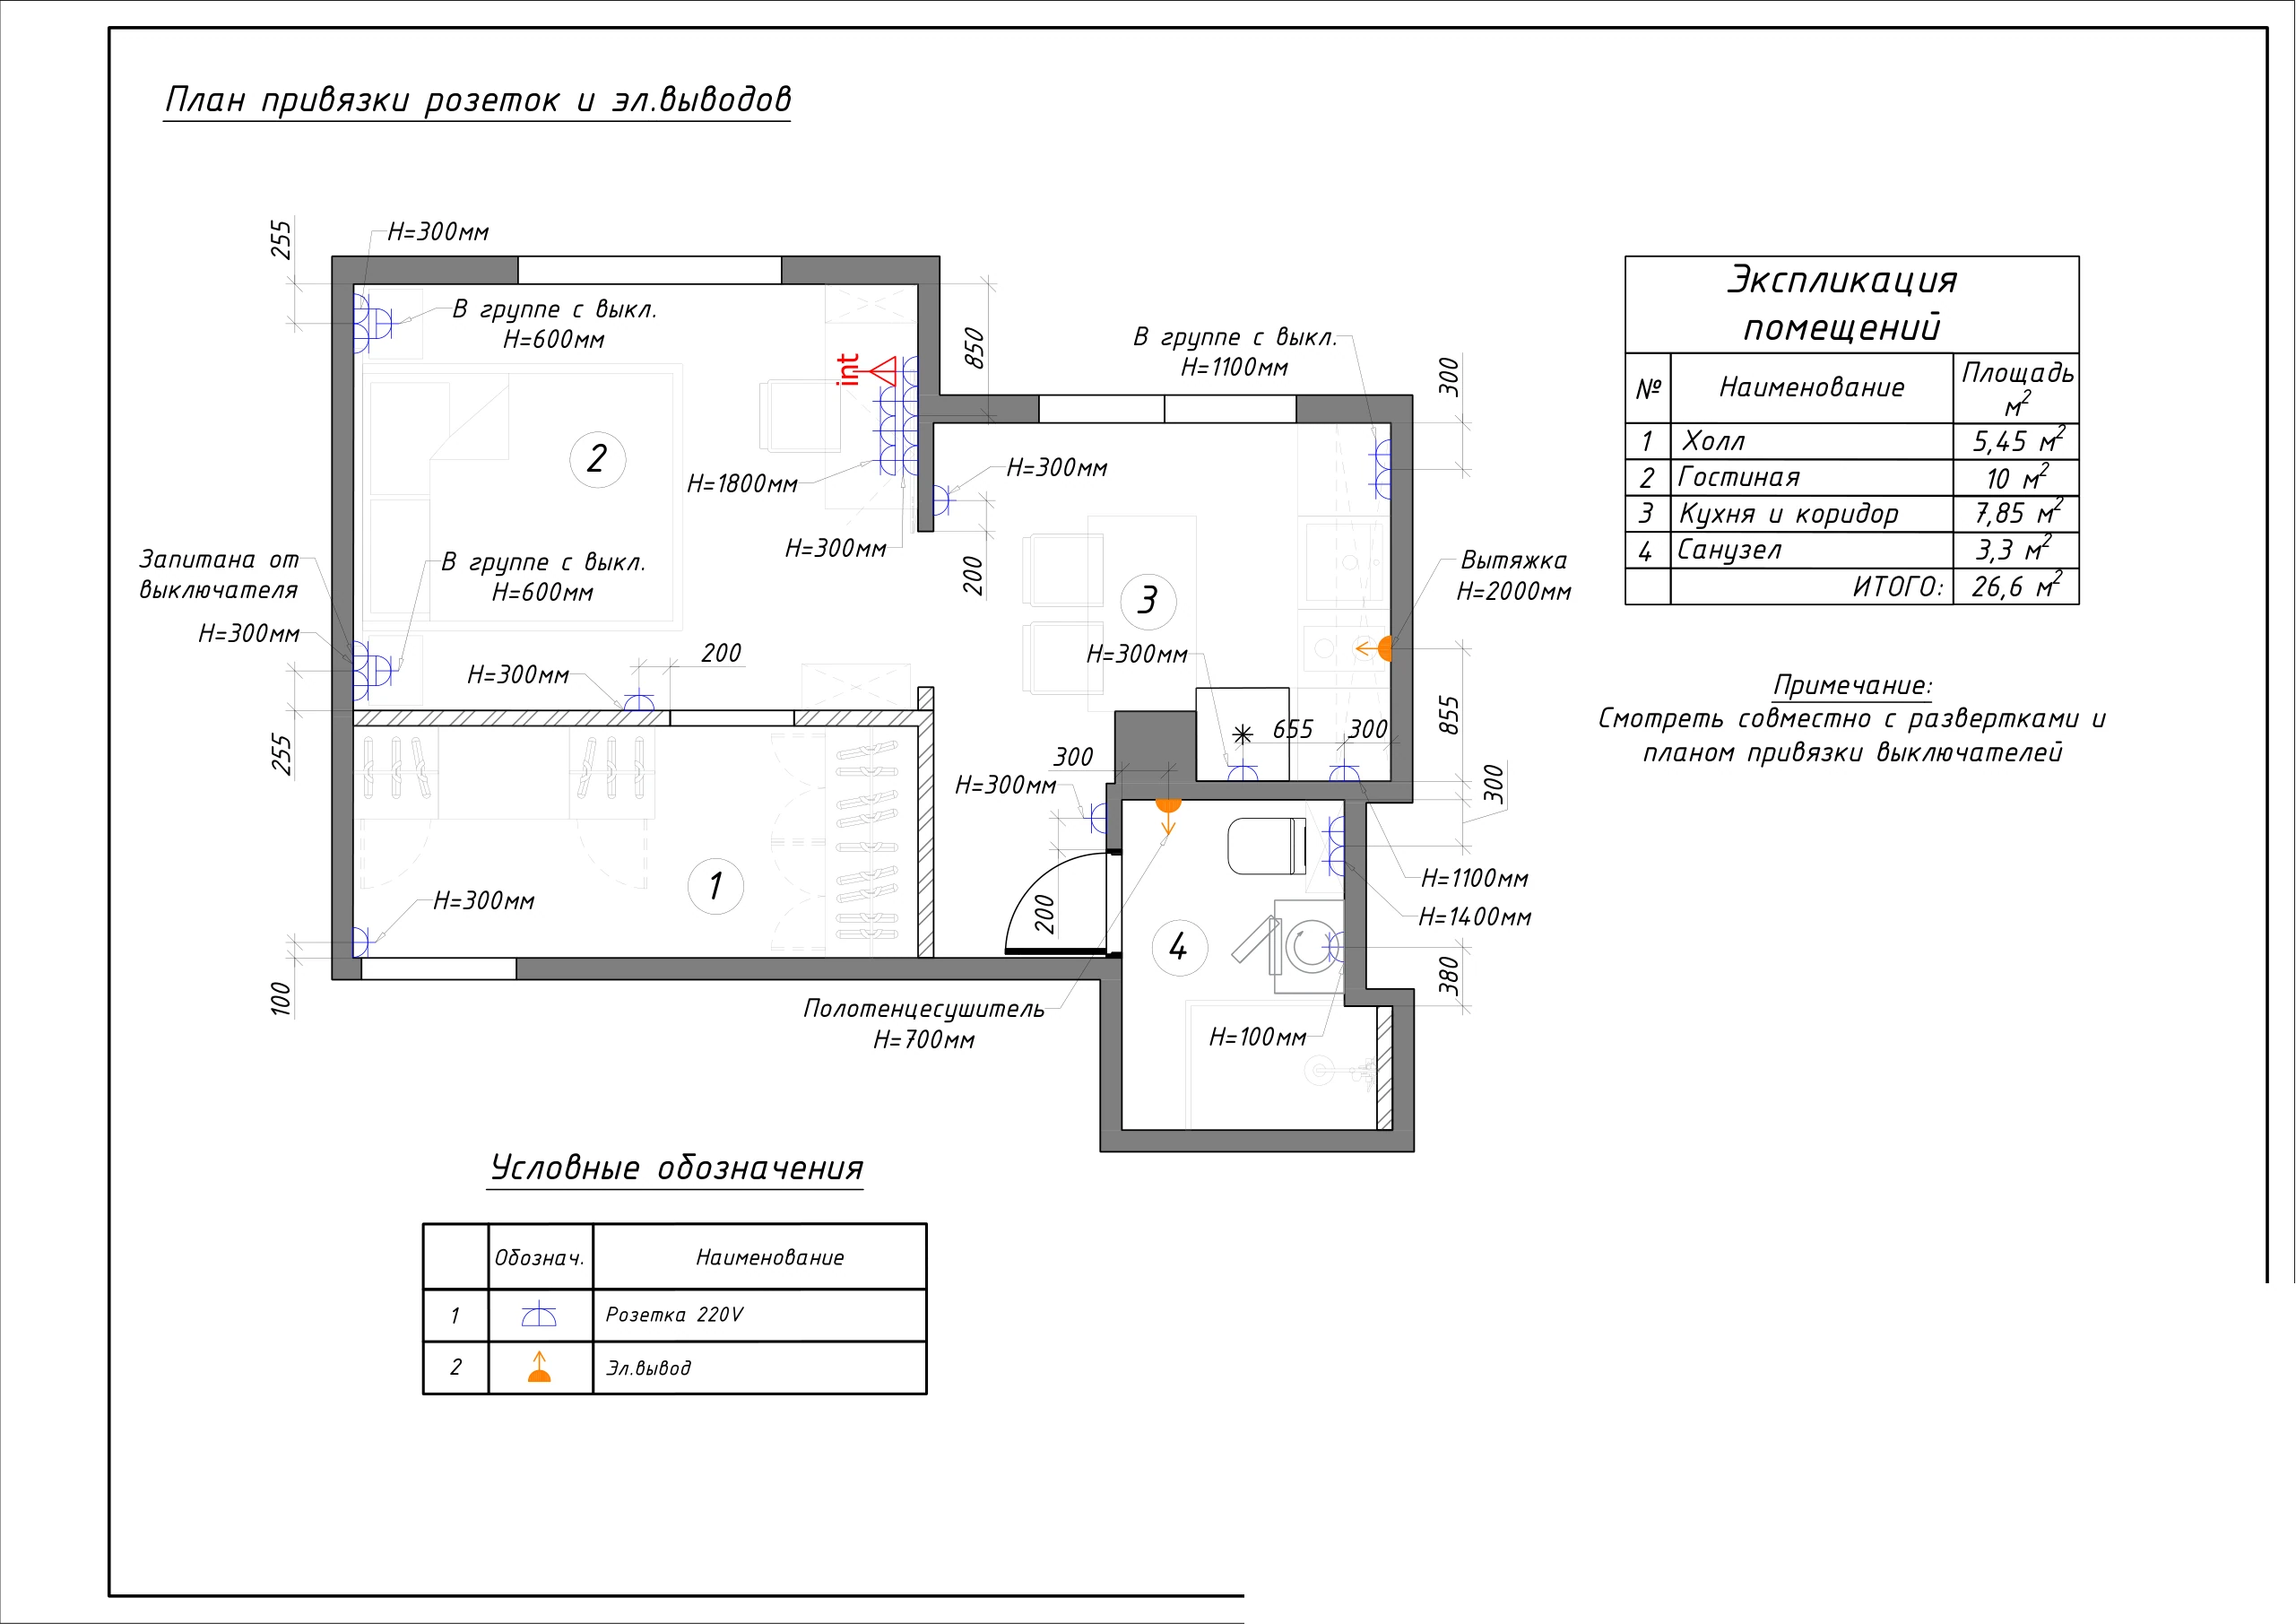 План привязки розеток и эл.выводов
255
H=300мм
В группе с выкл.
H=600мм
int
850
В группе с выкл.
H=1100мм
300
2
H=1800мм
H=300мм
H=300мм
200
Запитана от
выключателя
H=300мм
В группе с выкл.
H=600мм
H=300мм
200
3
H=300мм
Вытяжка
H=2000мм
855
655
300
255
300
H=300мм
300
200
1
H=300мм
100
4
H=1100мм
H=1400мм
380
Полотенцесушитель
H=700мм
H=100мм
Экспликация
помещений
№ Наименование Площадь м²
1 Холл 5,45 м²
2 Гостиная 10 м²
3 Кухня и коридор 7,85 м²
4 Санузел 3,3 м²
ИТОГО: 26,6 м²
Примечание:
Смотреть совместно с развертками и
планом привязки выключателей
Условные обозначения
Обознач. Наименование
1 Розетка 220V
2 Эл.вывод